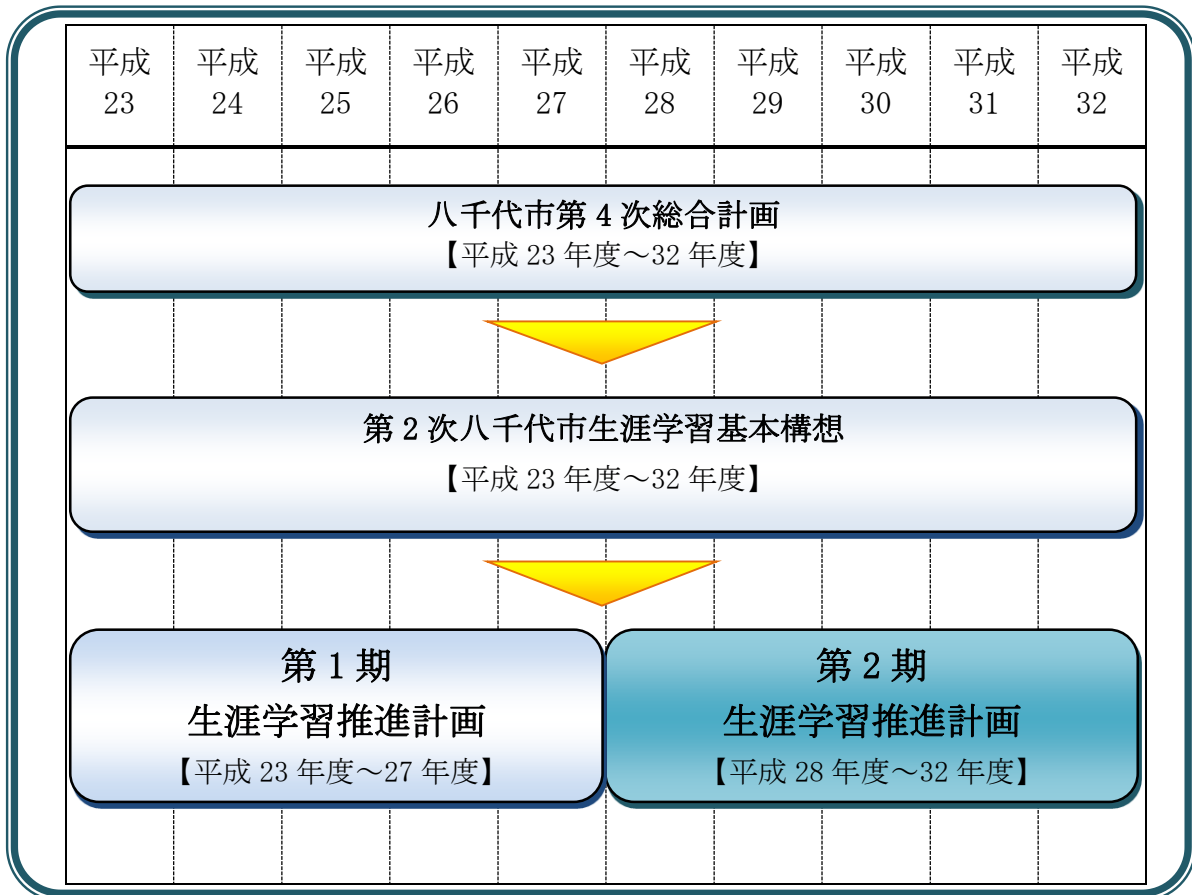 平成 平成 平成 平成 平成 平成 平成 平成 平成 平成
23 24 25 26 27 28 29 30 31 32
八千代市第4次総合計画
【平成 23 年度～32 年度】
第2次八千代市生涯学習基本構想
【平成 23 年度～32 年度】
第1期
生涯学習推進計画
【平成 23 年度～27 年度】
第2期
生涯学習推進計画
【平成 28 年度～32 年度】